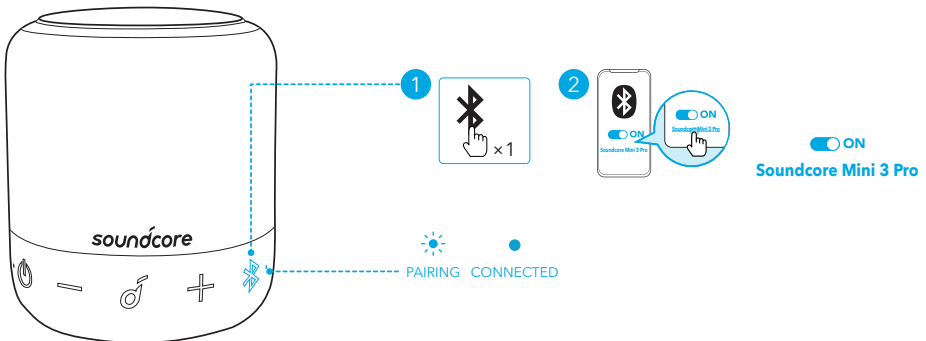 1
×1
2
ON
Soundcore Mini 3 Pro
ON
Soundcore Mini 3 Pro
ON
Soundcore Mini 3 Pro
soundcore
PAIRING CONNECTED